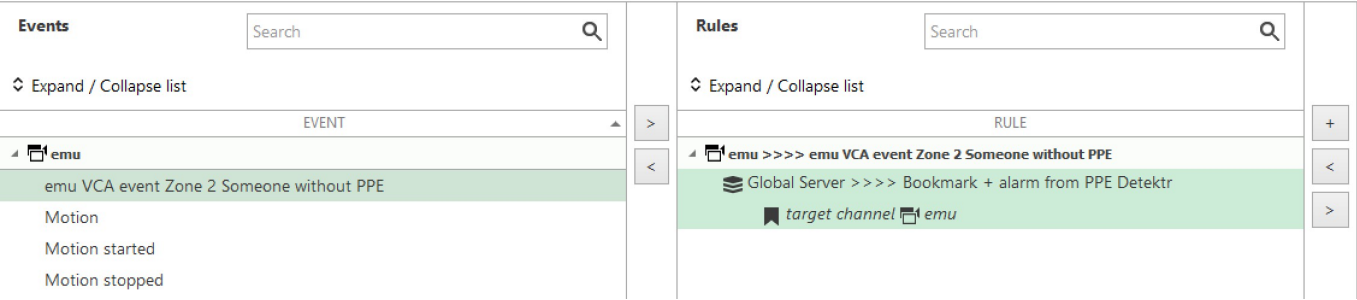 Events
Search
Expand / Collapse list
EVENT
emu
emu VCA event Zone 2 Someone without PPE
Motion
Motion started
Motion stopped
>
<
Rules
Search
Expand / Collapse list
RULE
emu >>>> emu VCA event Zone 2 Someone without PPE
Global Server >>>> Bookmark + alarm from PPE Detektr
target channel emu
+
<
>